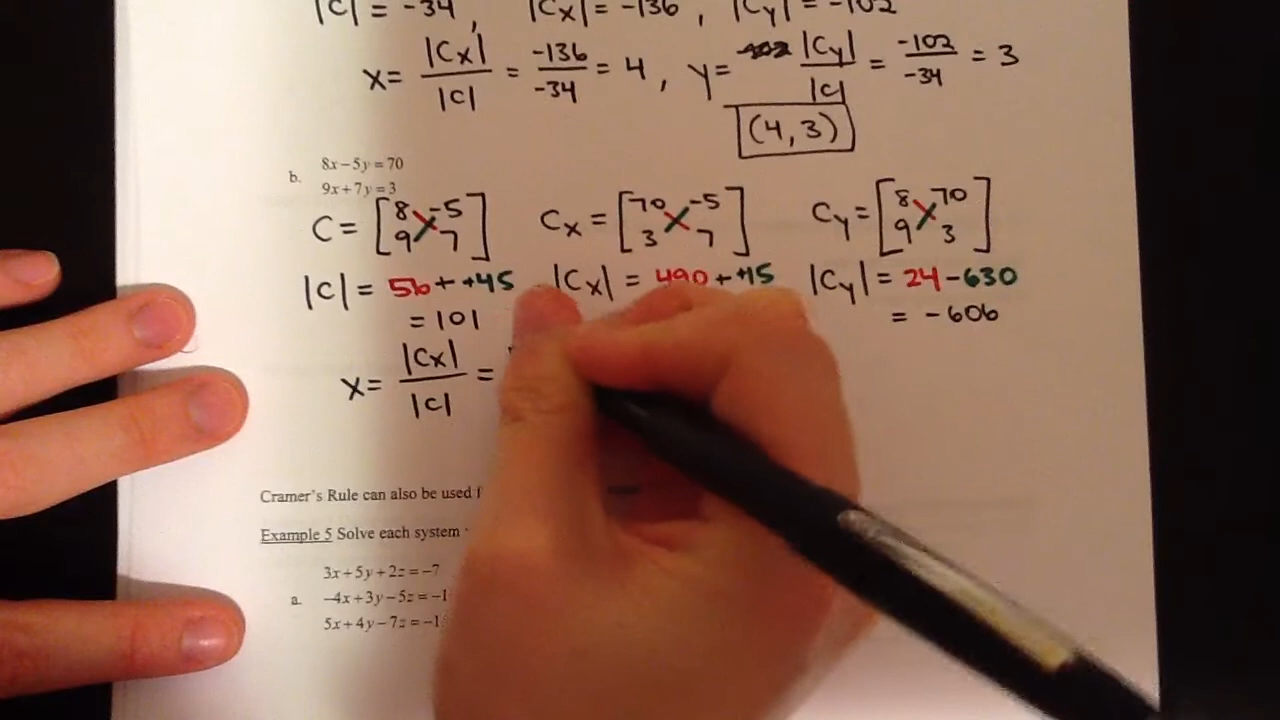 |C| = -34, |Cx| = -136, |Cy| = -102
x = |Cx| / |C| = -136 / -34 = 4, y = |Cy| / |C| = -102 / -34 = 3
(4,3)
b. 8x-5y=70
9x+7y=3
C = [8 -5 Cx = [70 -5 Cy = [8 70
9 7] 3 7] 9 3]
|C| = 56 + +45 |Cx| = 490 + +15 |Cy| = 24 - 630
= 101 = -606
x = |Cx| / |C| =
Cramer's Rule can also be used
Example 5 Solve each system
3x+5y+2z=-7
a. -4x+3y-5z=-1
5x+4y-7z=-1